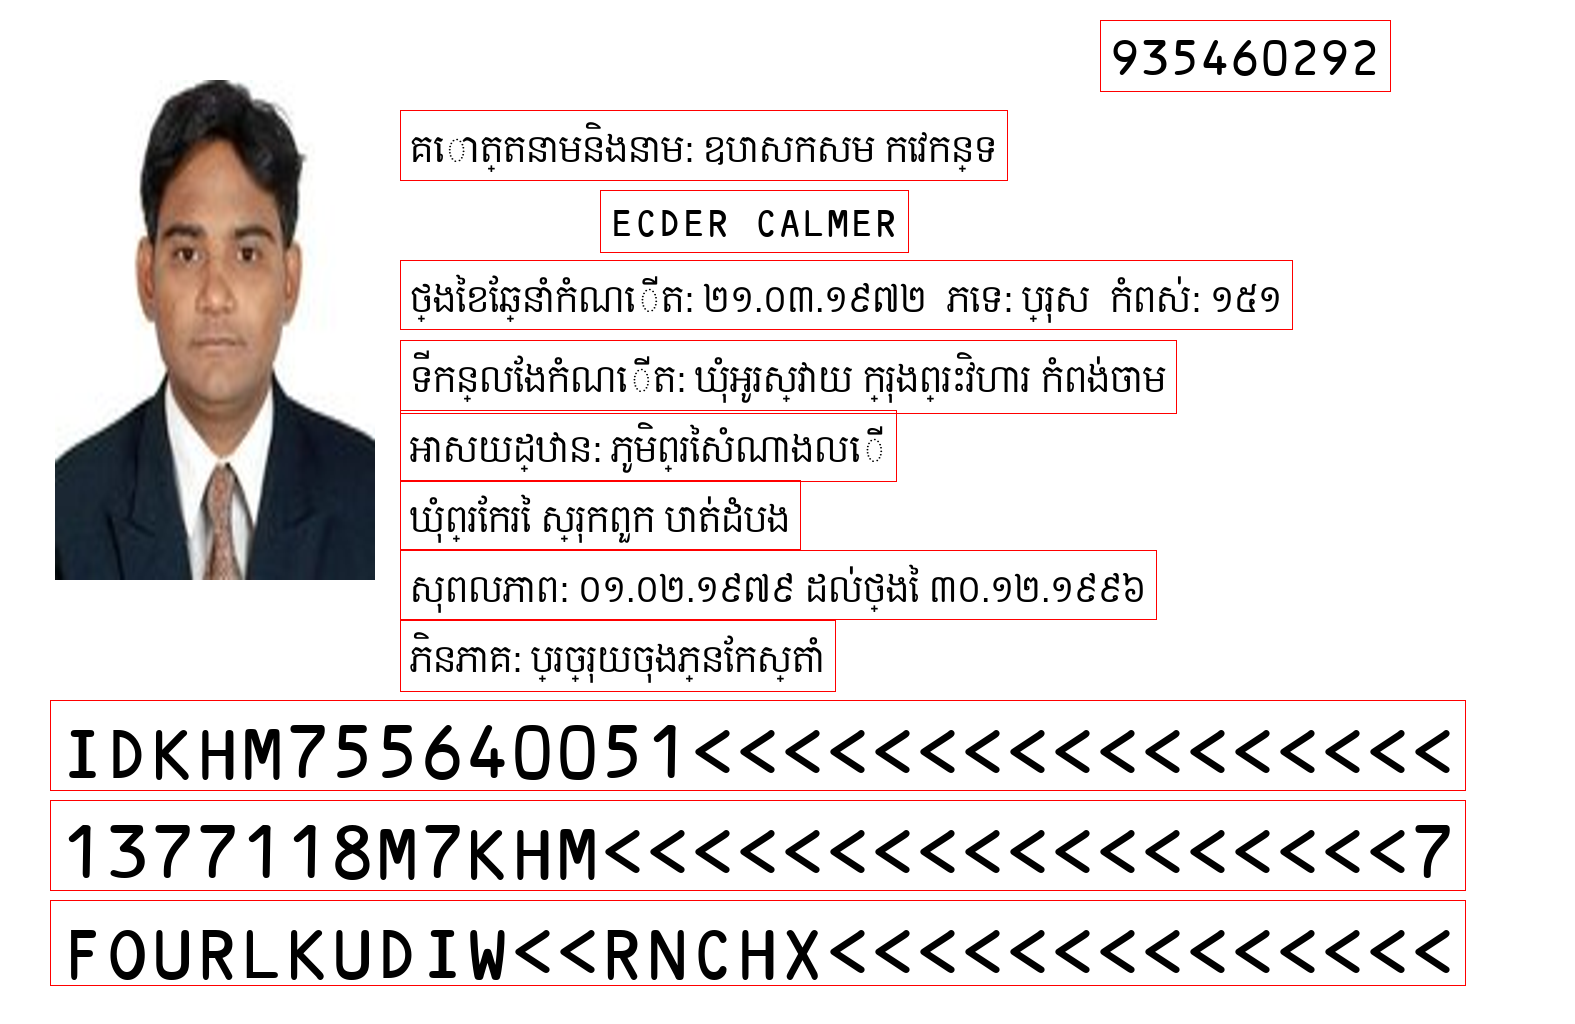 935460292
គោត្តនាមនិងនាម: ឧបាសកសម កវេកន្ទ
ECDER CALMER
ថ្ងៃខែឆ្នាំកំណើត: ២១.០៣.១៩៧២ ភេទ: ប្រុស កំពស់: ១៥១
ទីកន្លែងកំណើត: ឃុំអូរស្វាយ ក្រុងព្រះវិហារ កំពង់ចាម
អាសយដ្ឋាន: ភូមិព្រៃសំណាងលើ
ឃុំព្រែករៃ ស្រុកពួក បាត់ដំបង
សុពលភាព: ០១.០២.១៩៧៩ ដល់ថ្ងៃ ៣០.១២.១៩៩៦
ភិនភាគ: ប្រច្រុយចុងភ្នែកស្តាំ
IDKHM755640051<<<<<<<<<<<<<<<<<
1377118M7KHM<<<<<<<<<<<<<<<<<<7
FOURLKUDIW<<RNCHX<<<<<<<<<<<<<<